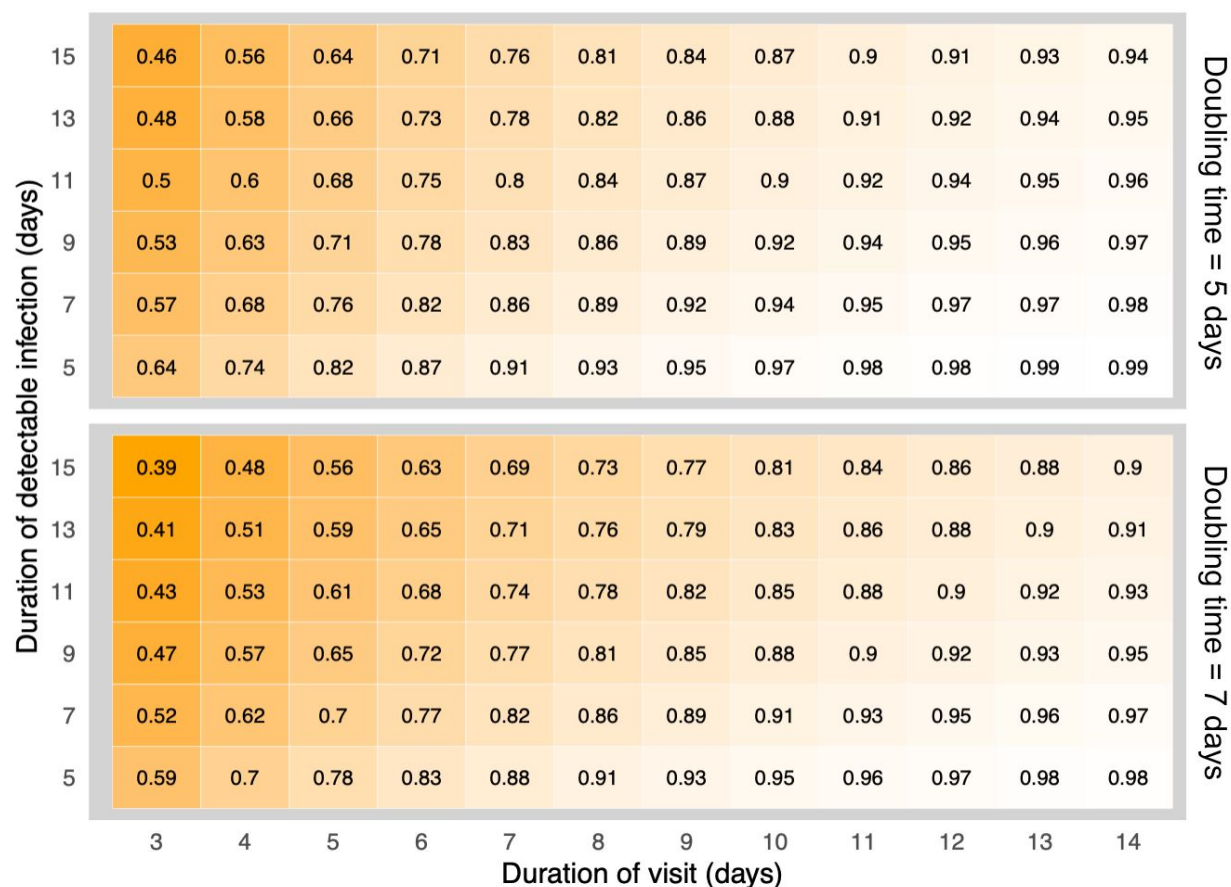 Duration of detectable infection (days)
15 0.46 0.56 0.64 0.71 0.76 0.81 0.84 0.87 0.9 0.91 0.93 0.94
13 0.48 0.58 0.66 0.73 0.78 0.82 0.86 0.88 0.91 0.92 0.94 0.95
11 0.5 0.6 0.68 0.75 0.8 0.84 0.87 0.9 0.92 0.94 0.95 0.96
9 0.53 0.63 0.71 0.78 0.83 0.86 0.89 0.92 0.94 0.95 0.96 0.97
7 0.57 0.68 0.76 0.82 0.86 0.89 0.92 0.94 0.95 0.97 0.97 0.98
5 0.64 0.74 0.82 0.87 0.91 0.93 0.95 0.97 0.98 0.98 0.99 0.99
Doubling time = 5 days
15 0.39 0.48 0.56 0.63 0.69 0.73 0.77 0.81 0.84 0.86 0.88 0.9
13 0.41 0.51 0.59 0.65 0.71 0.76 0.79 0.83 0.86 0.88 0.9 0.91
11 0.43 0.53 0.61 0.68 0.74 0.78 0.82 0.85 0.88 0.9 0.92 0.93
9 0.47 0.57 0.65 0.72 0.77 0.81 0.85 0.88 0.9 0.92 0.93 0.95
7 0.52 0.62 0.7 0.77 0.82 0.86 0.89 0.91 0.93 0.95 0.96 0.97
5 0.59 0.7 0.78 0.83 0.88 0.91 0.93 0.95 0.96 0.97 0.98 0.98
Doubling time = 7 days
3 4 5 6 7 8 9 10 11 12 13 14
Duration of visit (days)